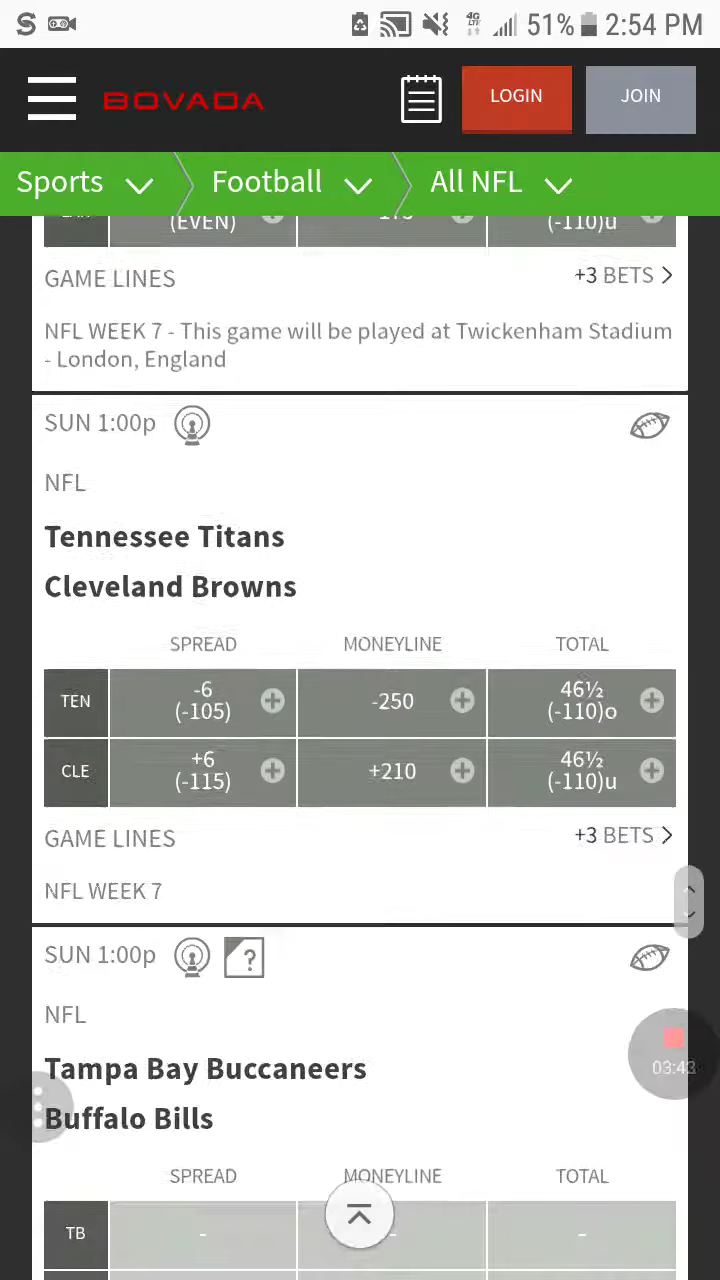 51% 2:54 PM
BOVADA LOGIN JOIN
Sports Football All NFL
(EVEN) (-110)u
GAME LINES +3 BETS
NFL WEEK 7 - This game will be played at Twickenham Stadium
- London, England
SUN 1:00p
NFL
Tennessee Titans
Cleveland Browns
SPREAD MONEYLINE TOTAL
TEN -6 (-105) -250 46½ (-110)o
CLE +6 (-115) +210 46½ (-110)u
GAME LINES +3 BETS
NFL WEEK 7
SUN 1:00p ?
NFL
03:43
Tampa Bay Buccaneers
Buffalo Bills
SPREAD MONEYLINE TOTAL
TB - - -